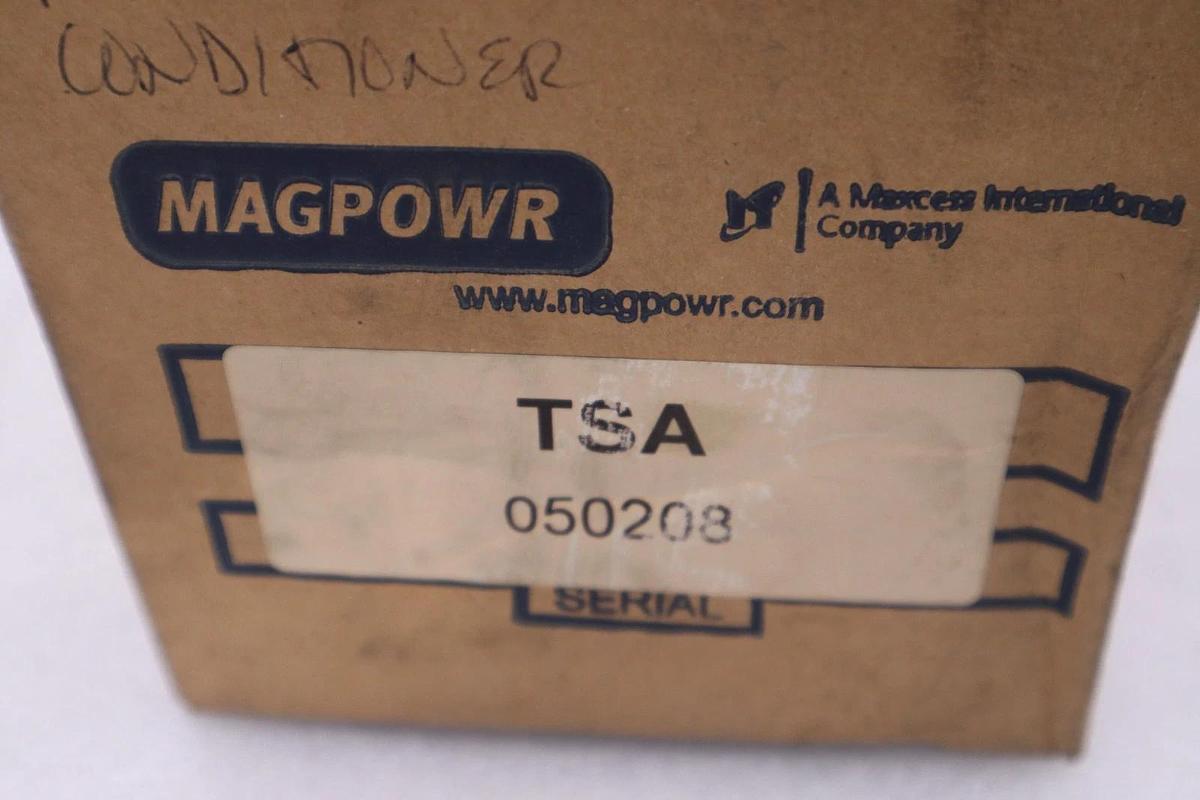 CONDITIONER
MAGPOWR
A Maxcess International
Company
www.magpowr.com
TSA
050208
SERIAL